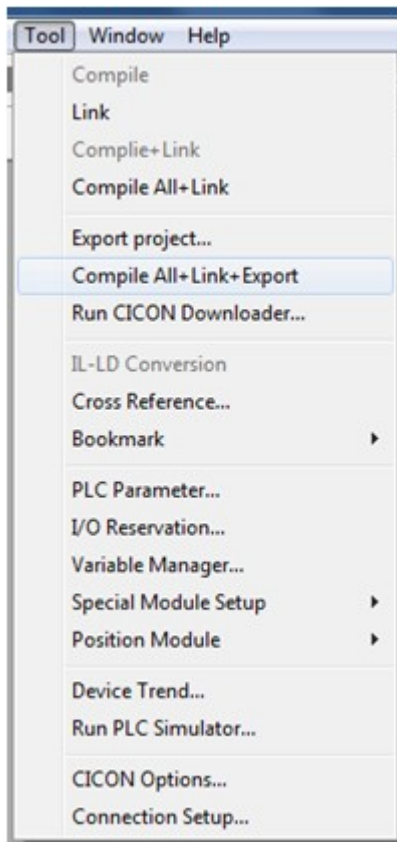 Tool Window Help
Compile
Link
Complie+Link
Compile All+Link
Export project...
Compile All+Link+Export
Run CICON Downloader...
IL-LD Conversion
Cross Reference...
Bookmark
PLC Parameter...
I/O Reservation...
Variable Manager...
Special Module Setup
Position Module
Device Trend...
Run PLC Simulator...
CICON Options...
Connection Setup...